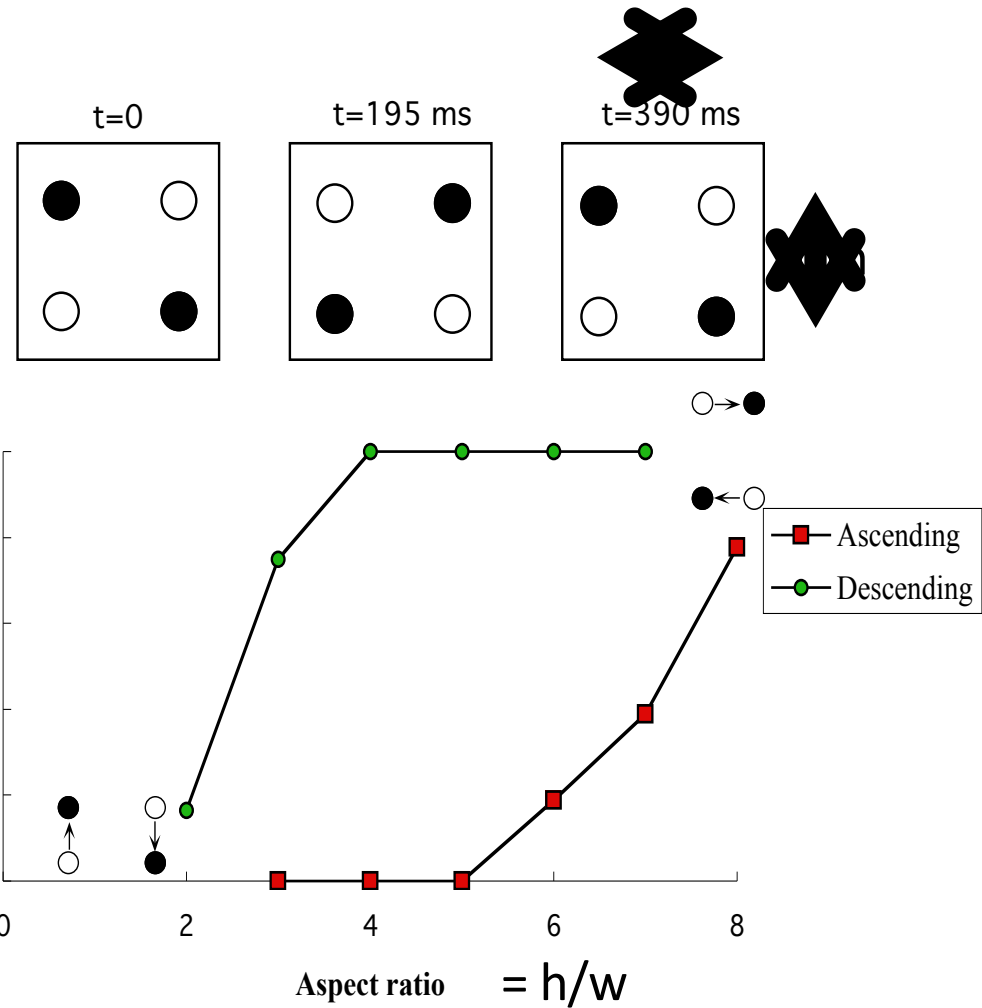 t=0
t=195 ms
t=390 ms
Ascending
Descending
0
2
4
6
8
Aspect ratio = h/w